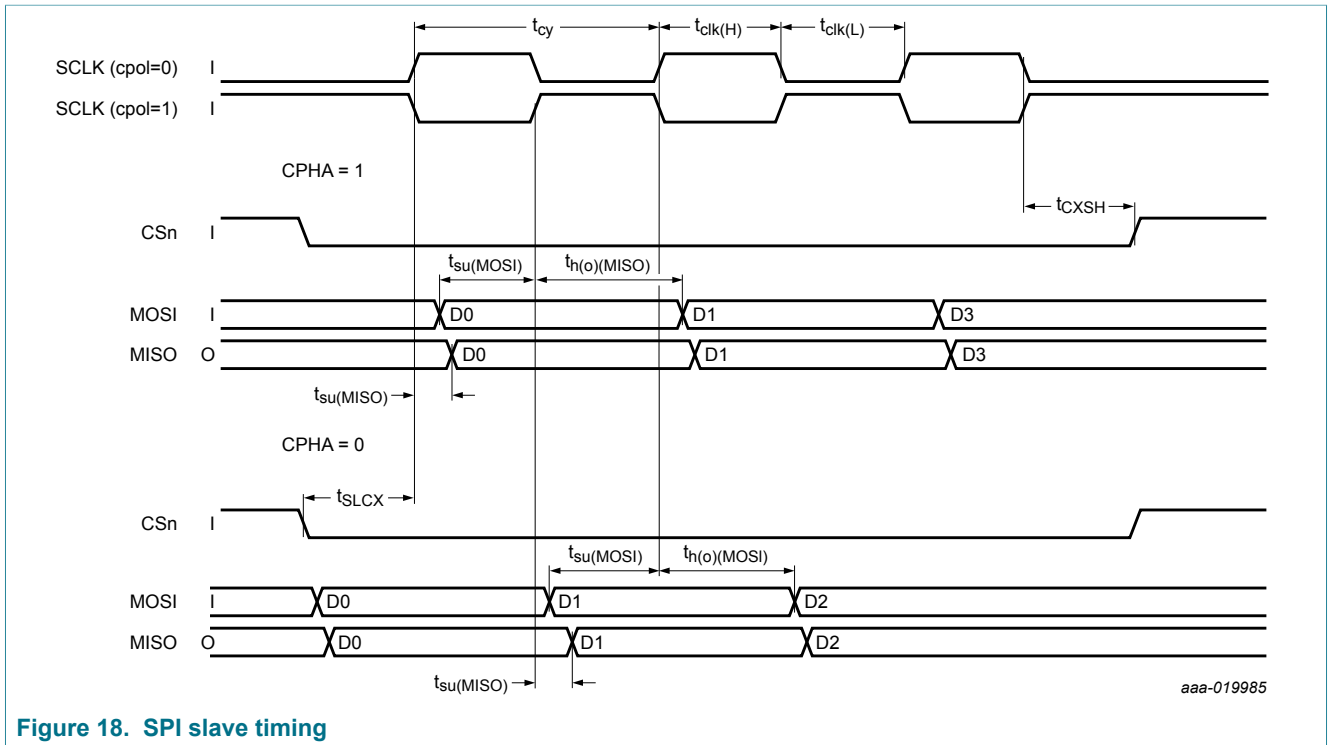 tcy tclk(H) tclk(L)
SCLK (cpol=0) I
SCLK (cpol=1) I
CPHA = 1
tCXSH
CSn I
tsu(MOSI) th(o)(MISO)
MOSI I D0 D1 D3
MISO O D0 D1 D3
tsu(MISO)
CPHA = 0
tSLCX
CSn I
tsu(MOSI) th(o)(MOSI)
MOSI I D0 D1 D2
MISO O D0 D1 D2
tsu(MISO)
aaa-019985
Figure 18. SPI slave timing